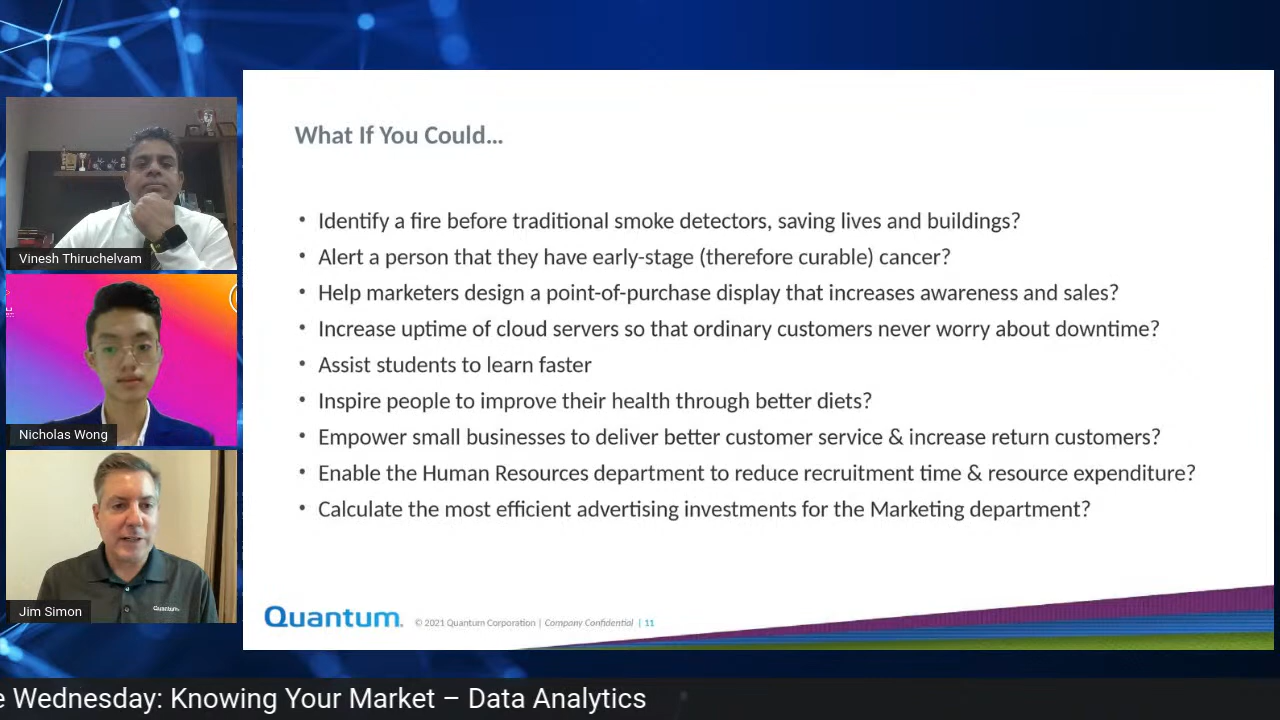 What If You Could...
• Identify a fire before traditional smoke detectors, saving lives and buildings?
• Alert a person that they have early-stage (therefore curable) cancer?
• Help marketers design a point-of-purchase display that increases awareness and sales?
• Increase uptime of cloud servers so that ordinary customers never worry about downtime?
• Assist students to learn faster
• Inspire people to improve their health through better diets?
• Empower small businesses to deliver better customer service & increase return customers?
• Enable the Human Resources department to reduce recruitment time & resource expenditure?
• Calculate the most efficient advertising investments for the Marketing department?
Quantum. © 2021 Quantum Corporation | Company Confidential | 11
Vinesh Thiruchelvam
Nicholas Wong
Quantum.
Jim Simon
e Wednesday: Knowing Your Market – Data Analytics